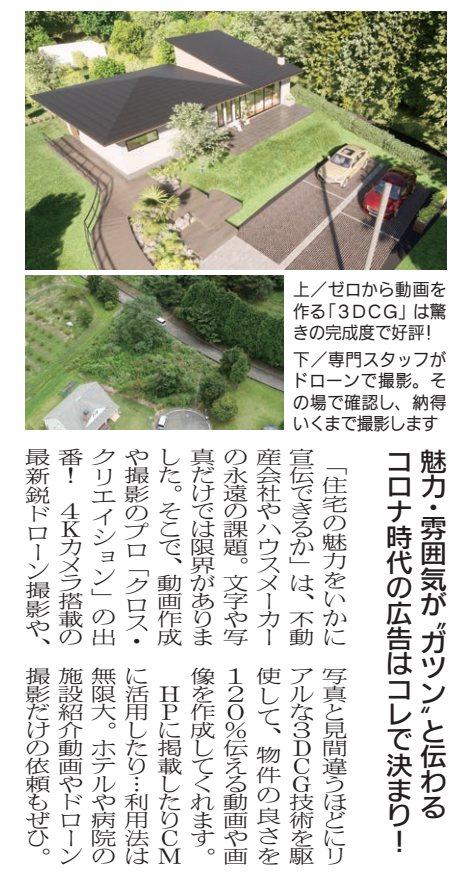 上／ゼロから動画を
作る「3DCG」は驚
きの完成度で好評!
下／専門スタッフが
ドローンで撮影。そ
の場で確認し、納得
いくまで撮影します
魅力・雰囲気が〝ガツン〟と伝わる
コロナ時代の広告はコレで決まり！
「住宅の魅力をいかに
宣伝できるか」は、不動
産会社やハウスメーカー
の永遠の課題。文字や写
真だけでは限界がありま
した。そこで、動画作成
や撮影のプロ「クロス・
クリエイション」の出
番！　4Kカメラ搭載の
最新鋭ドローン撮影や、
写真と見間違うほどにリ
アルな3DCG技術を駆
使して、物件の良さを
120％伝える動画や画
像を作成してくれます。
HPに掲載したりCM
に活用したり…利用法は
無限大。ホテルや病院の
施設紹介動画やドローン
撮影だけの依頼もぜひ。